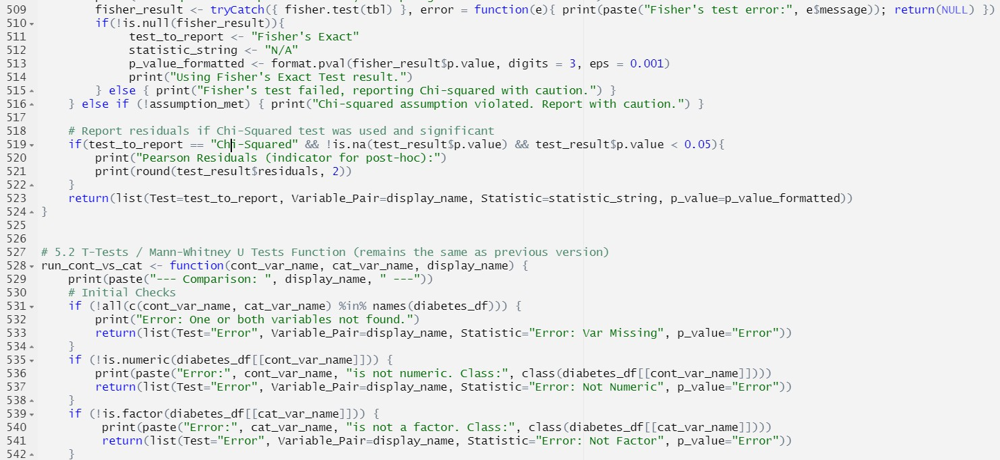 509 fisher_result <- tryCatch({ fisher.test(tbl) }, error = function(e){ print(paste("Fisher's test error:", e$message)); return(NULL) })
510 if(!is.null(fisher_result)){
511 test_to_report <- "Fisher's Exact"
512 statistic_string <- "N/A"
513 p_value_formatted <- format.pval(fisher_result$p.value, digits = 3, eps = 0.001)
514 print("Using Fisher's Exact Test result.")
515 } else { print("Fisher's test failed, reporting Chi-squared with caution.") }
516 } else if (!assumption_met) { print("Chi-squared assumption violated. Report with caution.") }
517
518 # Report residuals if Chi-Squared test was used and significant
519 if(test_to_report == "Chi-Squared" && !is.na(test_result$p.value) && test_result$p.value < 0.05){
520 print("Pearson Residuals (indicator for post-hoc):")
521 print(round(test_result$residuals, 2))
522 }
523 return(list(Test=test_to_report, Variable_Pair=display_name, Statistic=statistic_string, p_value=p_value_formatted))
524 }
525
526
527 # 5.2 T-Tests / Mann-Whitney U Tests Function (remains the same as previous version)
528 run_cont_vs_cat <- function(cont_var_name, cat_var_name, display_name) {
529 print(paste("--- Comparison: ", display_name, " ---"))
530 # Initial Checks
531 if (!all(c(cont_var_name, cat_var_name) %in% names(diabetes_df))) {
532 print("Error: One or both variables not found.")
533 return(list(Test="Error", Variable_Pair=display_name, Statistic="Error: Var Missing", p_value="Error"))
534 }
535 if (!is.numeric(diabetes_df[[cont_var_name]])) {
536 print(paste("Error:", cont_var_name, "is not numeric. Class:", class(diabetes_df[[cont_var_name]])))
537 return(list(Test="Error", Variable_Pair=display_name, Statistic="Error: Not Numeric", p_value="Error"))
538 }
539 if (!is.factor(diabetes_df[[cat_var_name]])) {
540 print(paste("Error:", cat_var_name, "is not a factor. Class:", class(diabetes_df[[cat_var_name]])))
541 return(list(Test="Error", Variable_Pair=display_name, Statistic="Error: Not Factor", p_value="Error"))
542 }